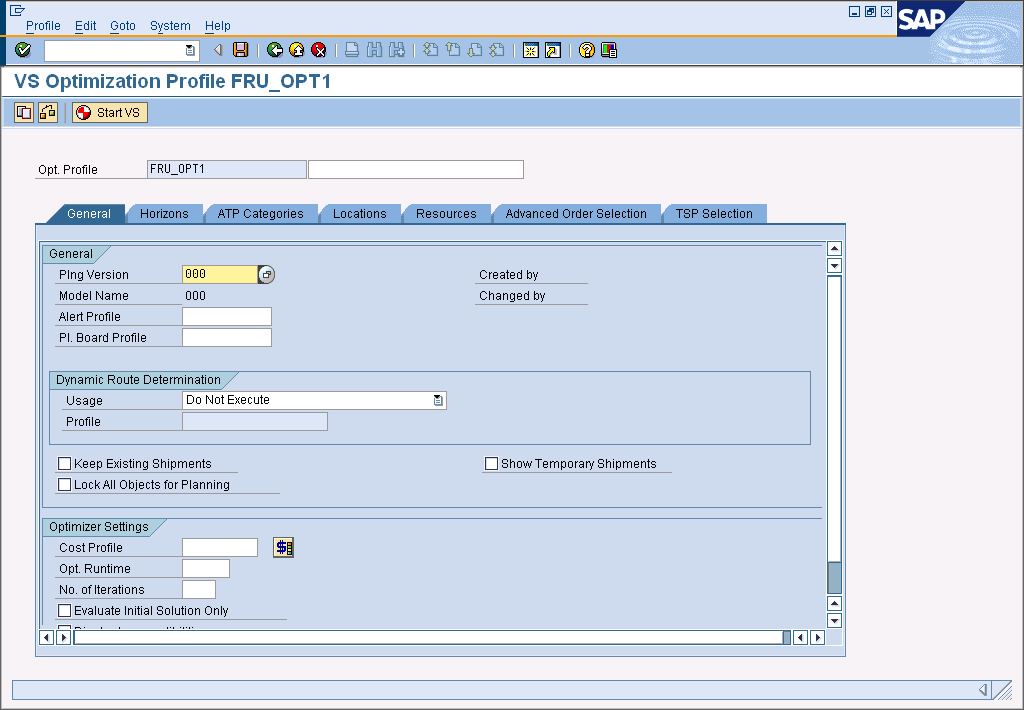 Profile Edit Goto System Help
SAP
VS Optimization Profile FRU_OPT1
Start VS
Opt. Profile FRU_OPT1
General Horizons ATP Categories Locations Resources Advanced Order Selection TSP Selection
General
Plng Version 000 Created by
Model Name 000 Changed by
Alert Profile
Pl. Board Profile
Dynamic Route Determination
Usage Do Not Execute
Profile
Keep Existing Shipments Show Temporary Shipments
Lock All Objects for Planning
Optimizer Settings
Cost Profile
Opt. Runtime
No. of Iterations
Evaluate Initial Solution Only